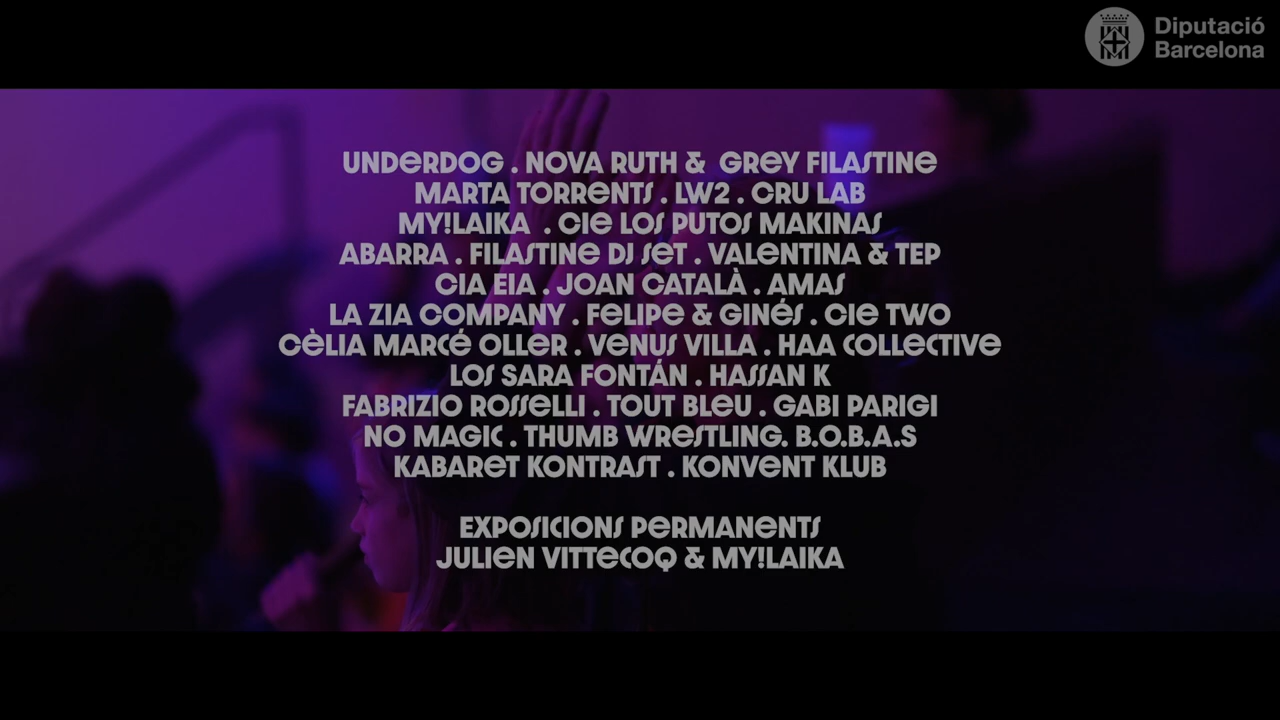 Diputació
Barcelona
UNDERDOG . NOVA RUTH & GREY FILASTINE
MARTA TORRENTS . LW2 . CRU LAB
MY!LAIKA . CIE LOS PUTOS MAKINAS
ABARRA . FILASTINE DJ SET . VALENTINA & TEP
CIA EIA . JOAN CATALÀ . AMAS
LA ZIA COMPANY . FELIPE & GINÉS . CIE TWO
CÈLIA MARCÉ OLLER . VENUS VILLA . HAA COLLECTIVE
LOS SARA FONTÁN . HASSAN K
FABRIZIO ROSSELLI . TOUT BLEU . GABI PARIGI
NO MAGIC . THUMB WRESTLING. B.O.B.A.S
KABARET KONTRAST . KONVENT KLUB
EXPOSICIONS PERMANENTS
JULIEN VITTECOQ & MY!LAIKA